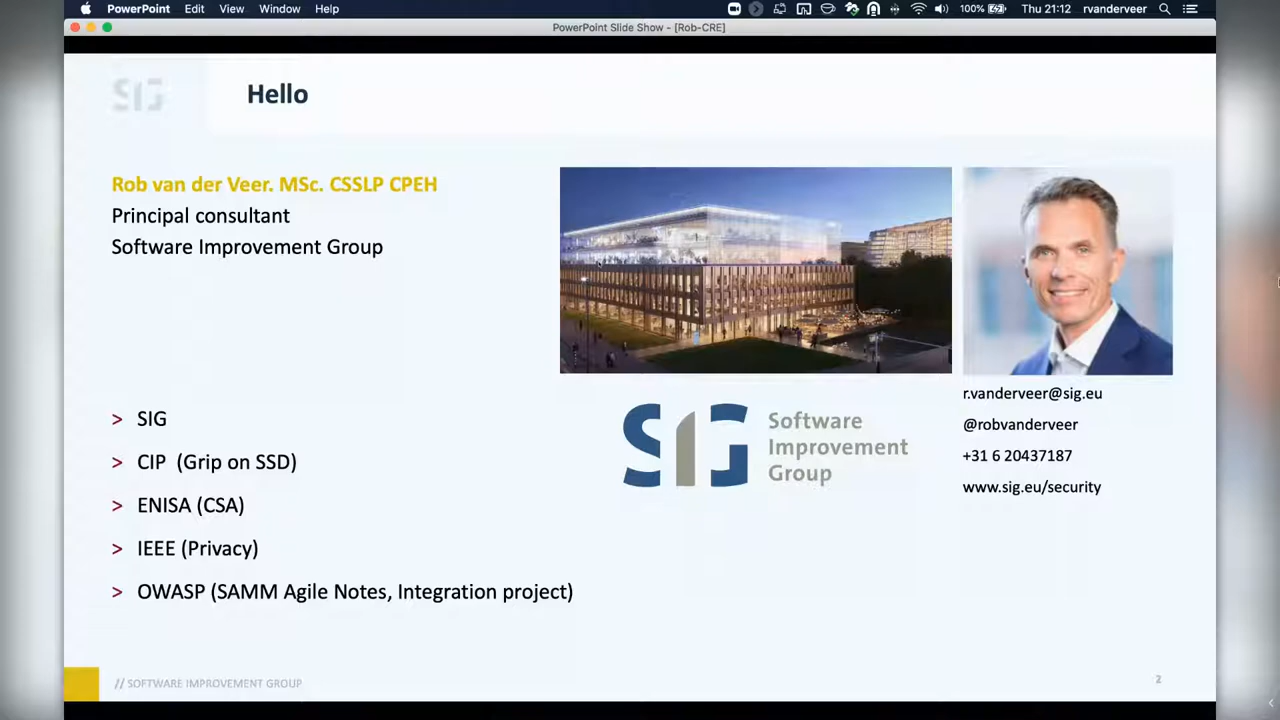 PowerPoint Edit View Window Help 100% Thu 21:12 rvanderveer
PowerPoint Slide Show - [Rob-CRE]
SIG
Hello
Rob van der Veer. MSc. CSSLP CPEH
Principal consultant
Software Improvement Group
> SIG
> CIP (Grip on SSD)
> ENISA (CSA)
> IEEE (Privacy)
> OWASP (SAMM Agile Notes, Integration project)
SIG
Software
Improvement
Group
r.vanderveer@sig.eu
@robvanderveer
+31 6 20437187
www.sig.eu/security
// SOFTWARE IMPROVEMENT GROUP
2